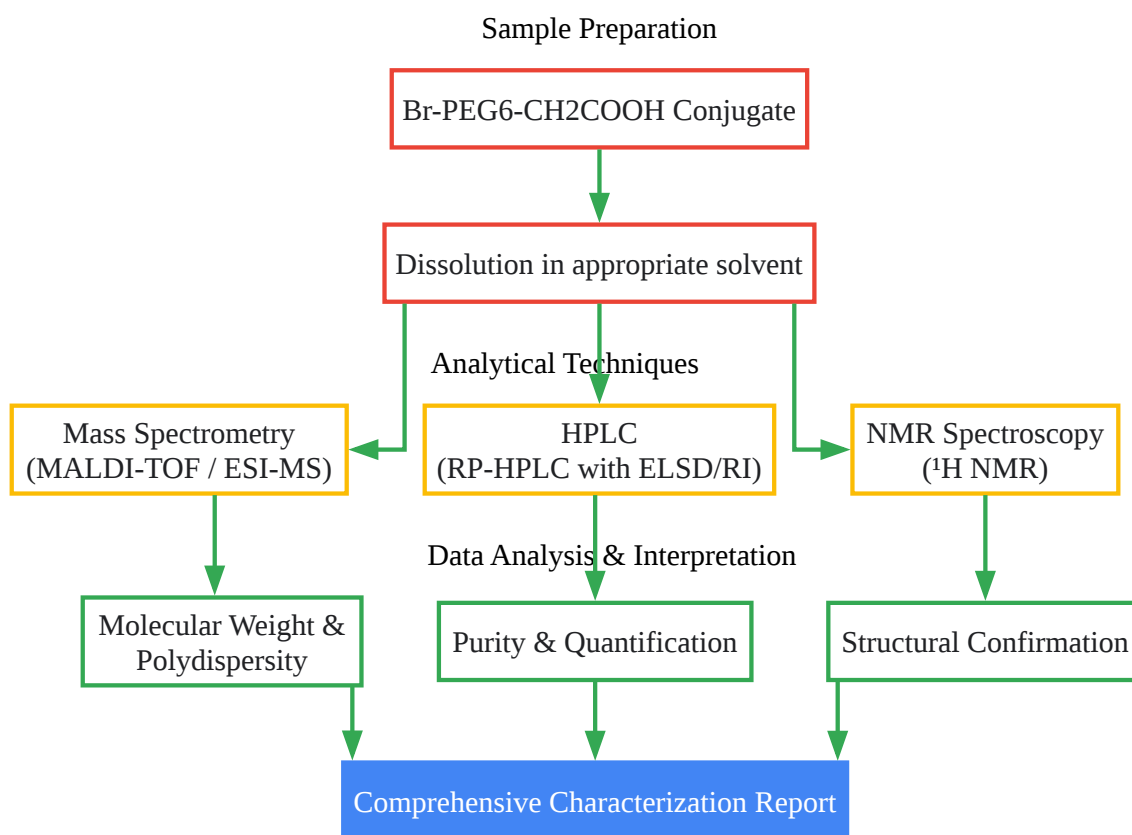 Sample Preparation
Br-PEG6-CH2COOH Conjugate
Dissolution in appropriate solvent
Analytical Techniques
Mass Spectrometry
(MALDI-TOF / ESI-MS)
HPLC
(RP-HPLC with ELSD/RI)
NMR Spectroscopy
(¹H NMR)
Data Analysis & Interpretation
Molecular Weight &
Polydispersity
Purity & Quantification
Structural Confirmation
Comprehensive Characterization Report